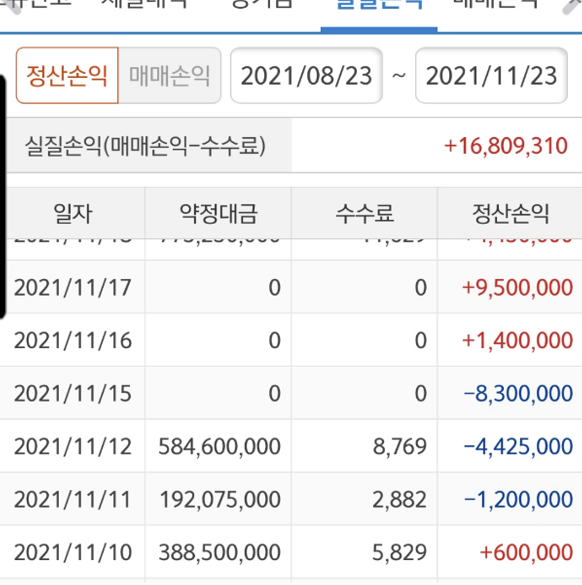 실질손익
정산손익 매매손익 2021/08/23 ~ 2021/11/23
실질손익(매매손익-수수료) +16,809,310
일자 약정대금 수수료 정산손익
2021/11/17 0 0 +9,500,000
2021/11/16 0 0 +1,400,000
2021/11/15 0 0 -8,300,000
2021/11/12 584,600,000 8,769 -4,425,000
2021/11/11 192,075,000 2,882 -1,200,000
2021/11/10 388,500,000 5,829 +600,000